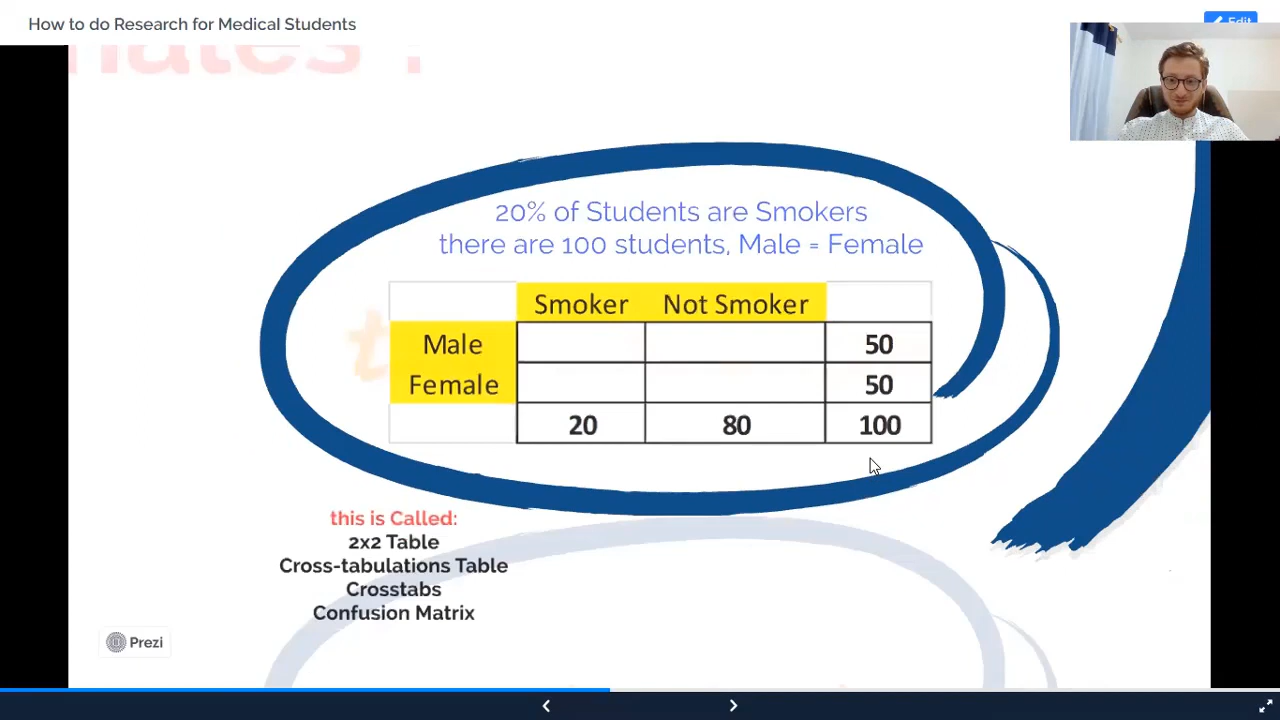 How to do Research for Medical Students
Edit
20% of Students are Smokers
there are 100 students, Male = Female
Smoker Not Smoker
Male 50
Female 50
20 80 100
this is Called:
2x2 Table
Cross-tabulations Table
Crosstabs
Confusion Matrix
Prezi